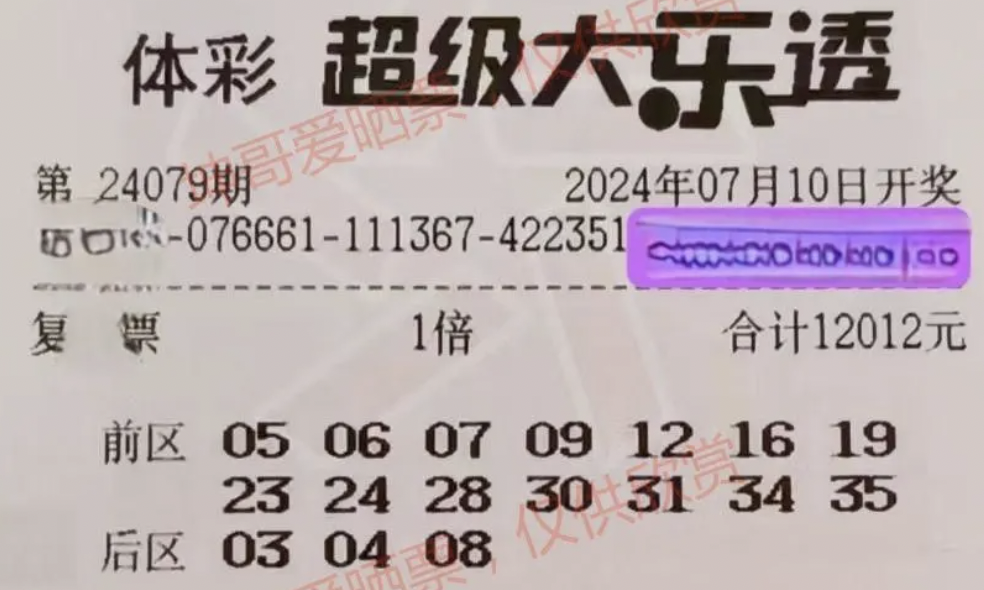 体彩 超级大乐透
第 24079期 2024年07月10日开奖
-076661-111367-422351
复 票 1倍 合计12012元
前区 05 06 07 09 12 16 19
23 24 28 30 31 34 35
后区 03 04 08
哥爱晒票,仅供欣赏
爱晒票,仅供欣赏